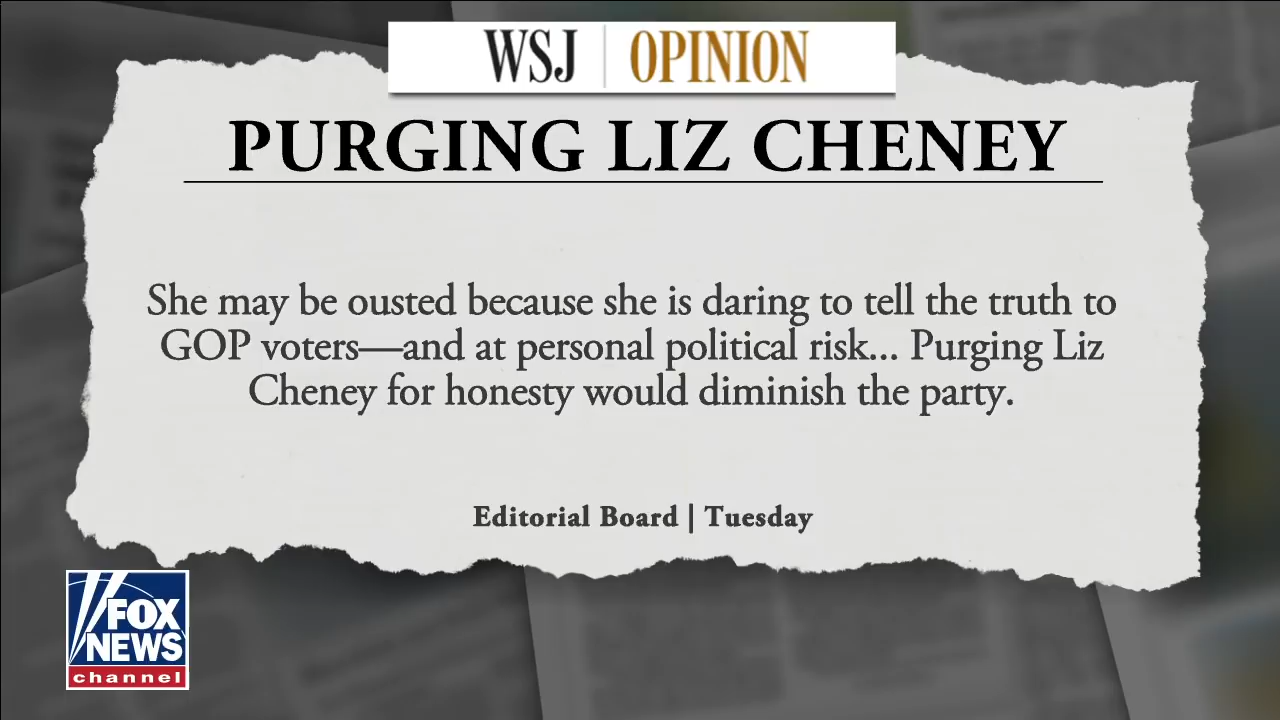 WSJ | OPINION
PURGING LIZ CHENEY
She may be ousted because she is daring to tell the truth to
GOP voters—and at personal political risk... Purging Liz
Cheney for honesty would diminish the party.
Editorial Board | Tuesday
FOX
NEWS
channel